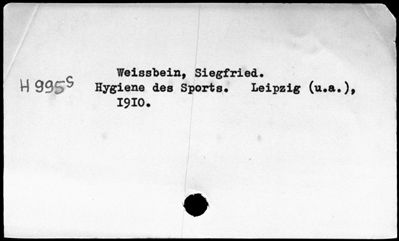 Weissbein, Siegfried.
H 995S Hygiene des Sports. Leipzig (u.a.),
1910.